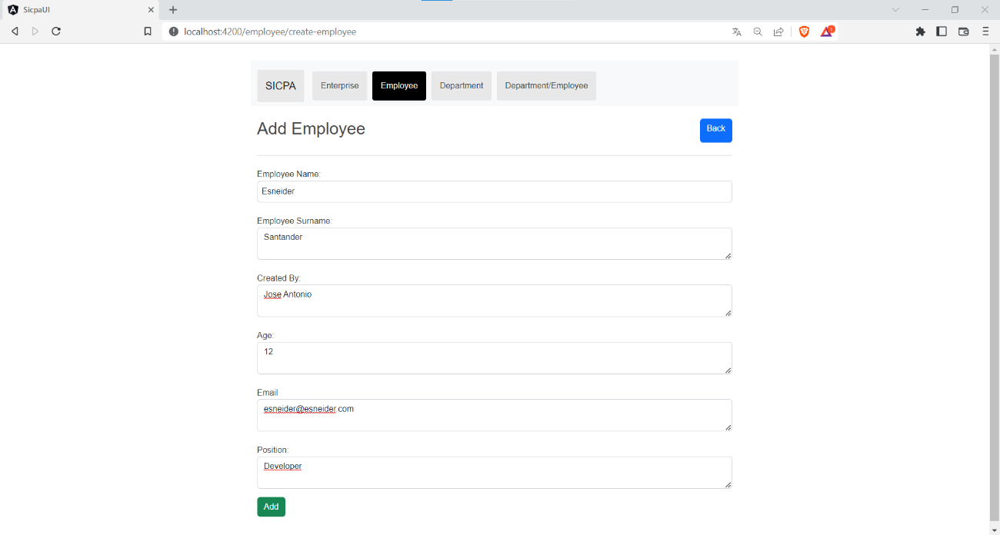 SicpaUI
localhost:4200/employee/create-employee
1
SICPA Enterprise Employee Department Department/Employee
Add Employee
Back
Employee Name:
Esneider
Employee Surname:
Santander
Created By:
Jose Antonio
Age:
12
Email
esneider@esneider.com
Position:
Developer
Add